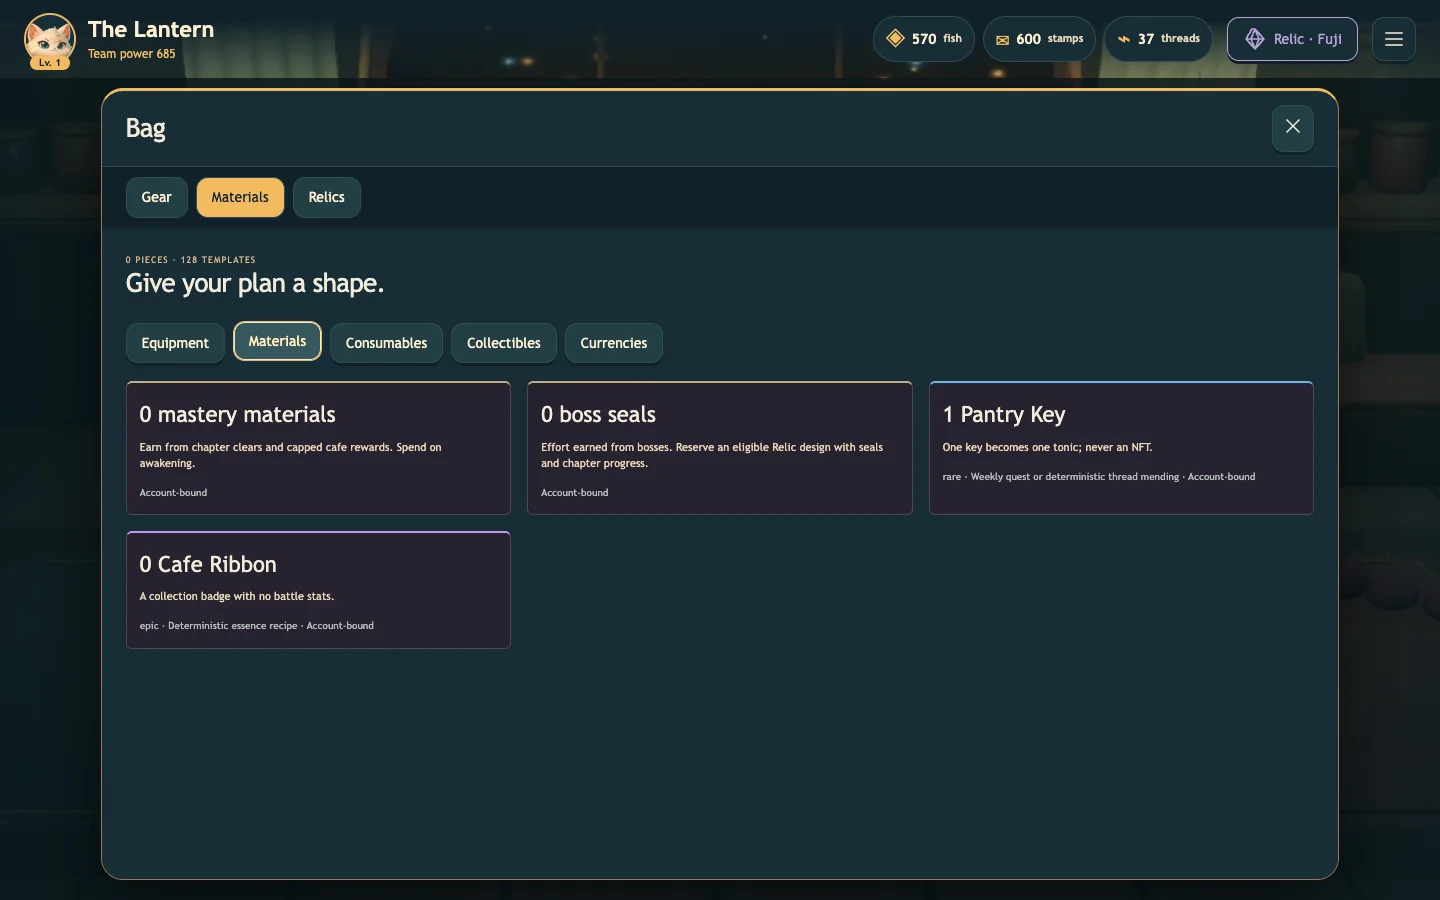 The Lantern
Team power 685
Lv. 1
570 fish
600 stamps
37 threads
Relic · Fuji
Bag
Gear
Materials
Relics
0 PIECES · 128 TEMPLATES
Give your plan a shape.
Equipment
Materials
Consumables
Collectibles
Currencies
0 mastery materials
Earn from chapter clears and capped cafe rewards. Spend on
awakening.
Account-bound
0 boss seals
Effort earned from bosses. Reserve an eligible Relic design with seals
and chapter progress.
Account-bound
1 Pantry Key
One key becomes one tonic; never an NFT.
rare · Weekly quest or deterministic thread mending · Account-bound
0 Cafe Ribbon
A collection badge with no battle stats.
epic · Deterministic essence recipe · Account-bound